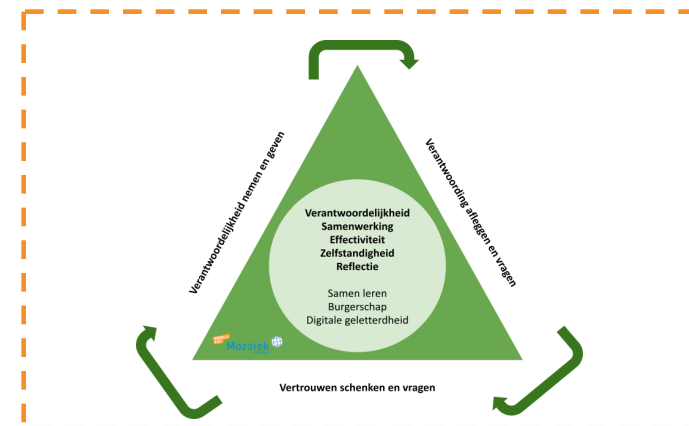 Verantwoordelijkheid nemen en geven
Verantwoording afleggen en vragen
Verantwoordelijkheid
Samenwerking
Effectiviteit
Zelfstandigheid
Reflectie
Samen leren
Burgerschap
Digitale geletterdheid
Mozajek
Vertrouwen schenken en vragen